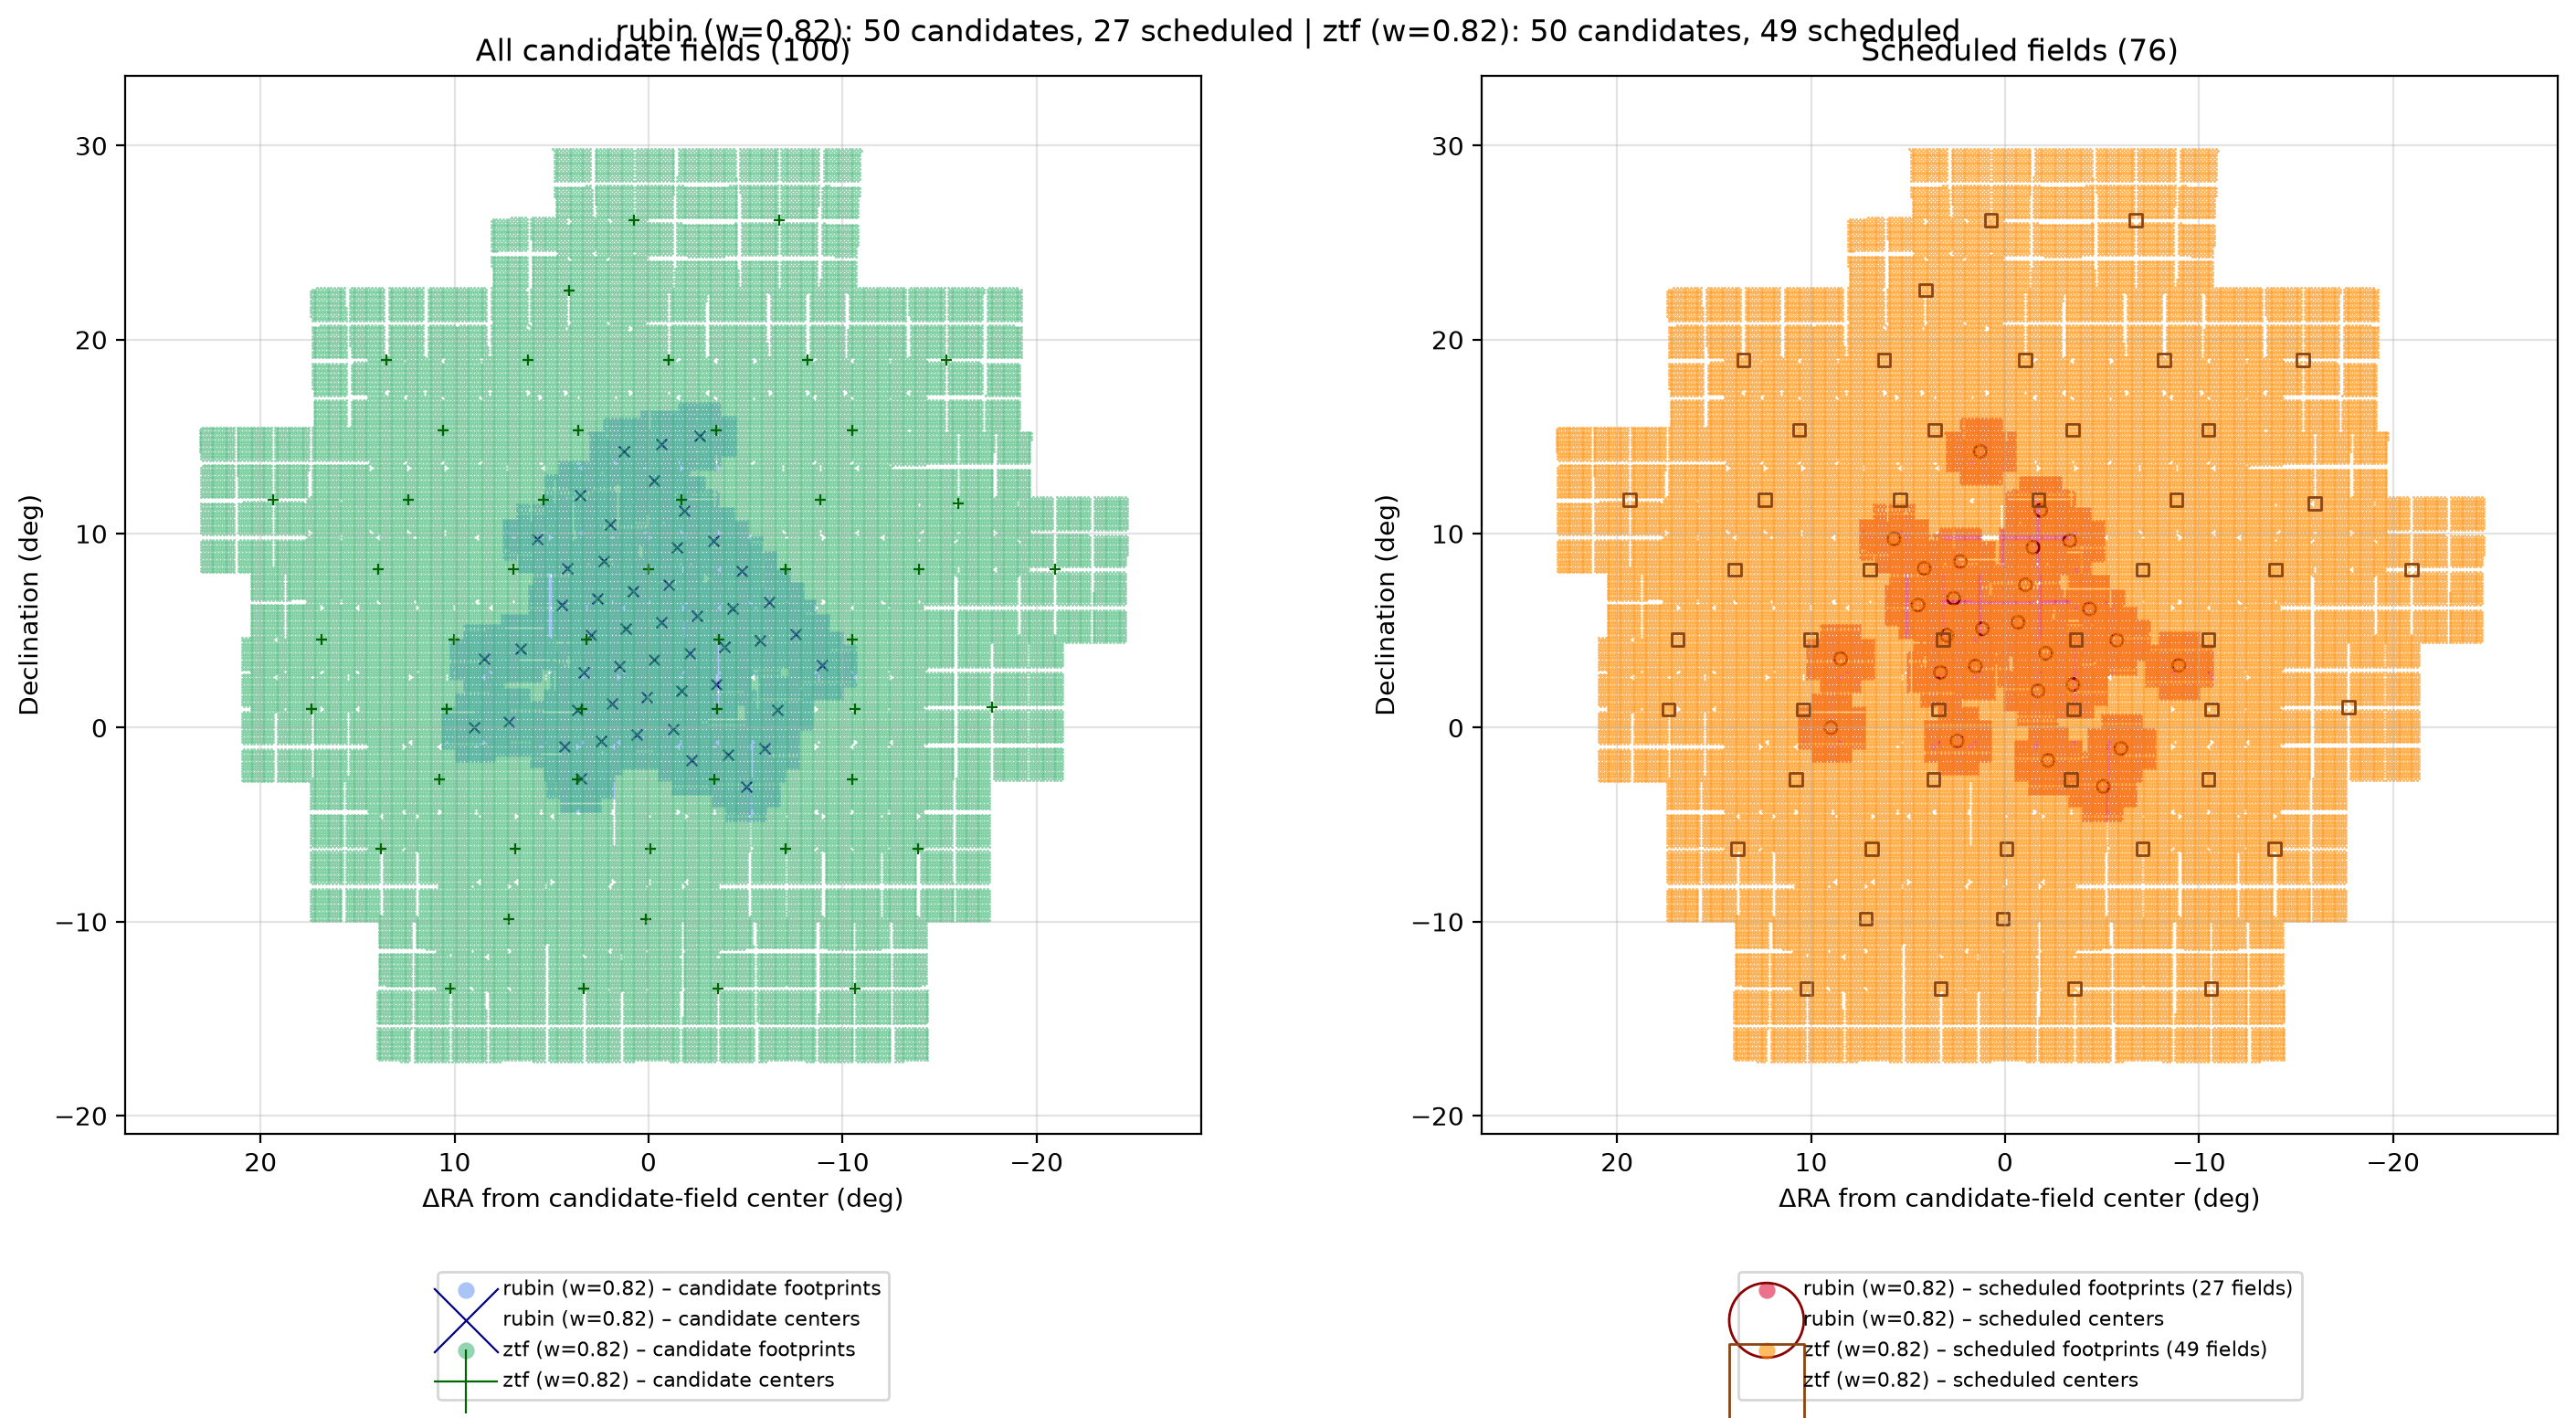 rubin (w=0.82): 50 candidates, 27 scheduled | ztf (w=0.82): 50 candidates, 49 scheduled
All candidate fields (100)
Scheduled fields (76)
30
20
10
0
−10
−20
Declination (deg)
20
10
0
−10
−20
ΔRA from candidate-field center (deg)
30
20
10
0
−10
−20
Declination (deg)
20
10
0
−10
−20
ΔRA from candidate-field center (deg)
rubin (w=0.82) – candidate footprints
rubin (w=0.82) – candidate centers
ztf (w=0.82) – candidate footprints
ztf (w=0.82) – candidate centers
rubin (w=0.82) – scheduled footprints (27 fields)
rubin (w=0.82) – scheduled centers
ztf (w=0.82) – scheduled footprints (49 fields)
ztf (w=0.82) – scheduled centers